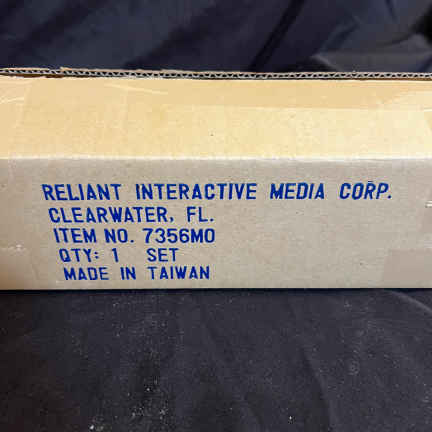 RELIANT INTERACTIVE MEDIA CORP.
CLEARWATER, FL.
ITEM NO. 7356MO
QTY: 1 SET
MADE IN TAIWAN